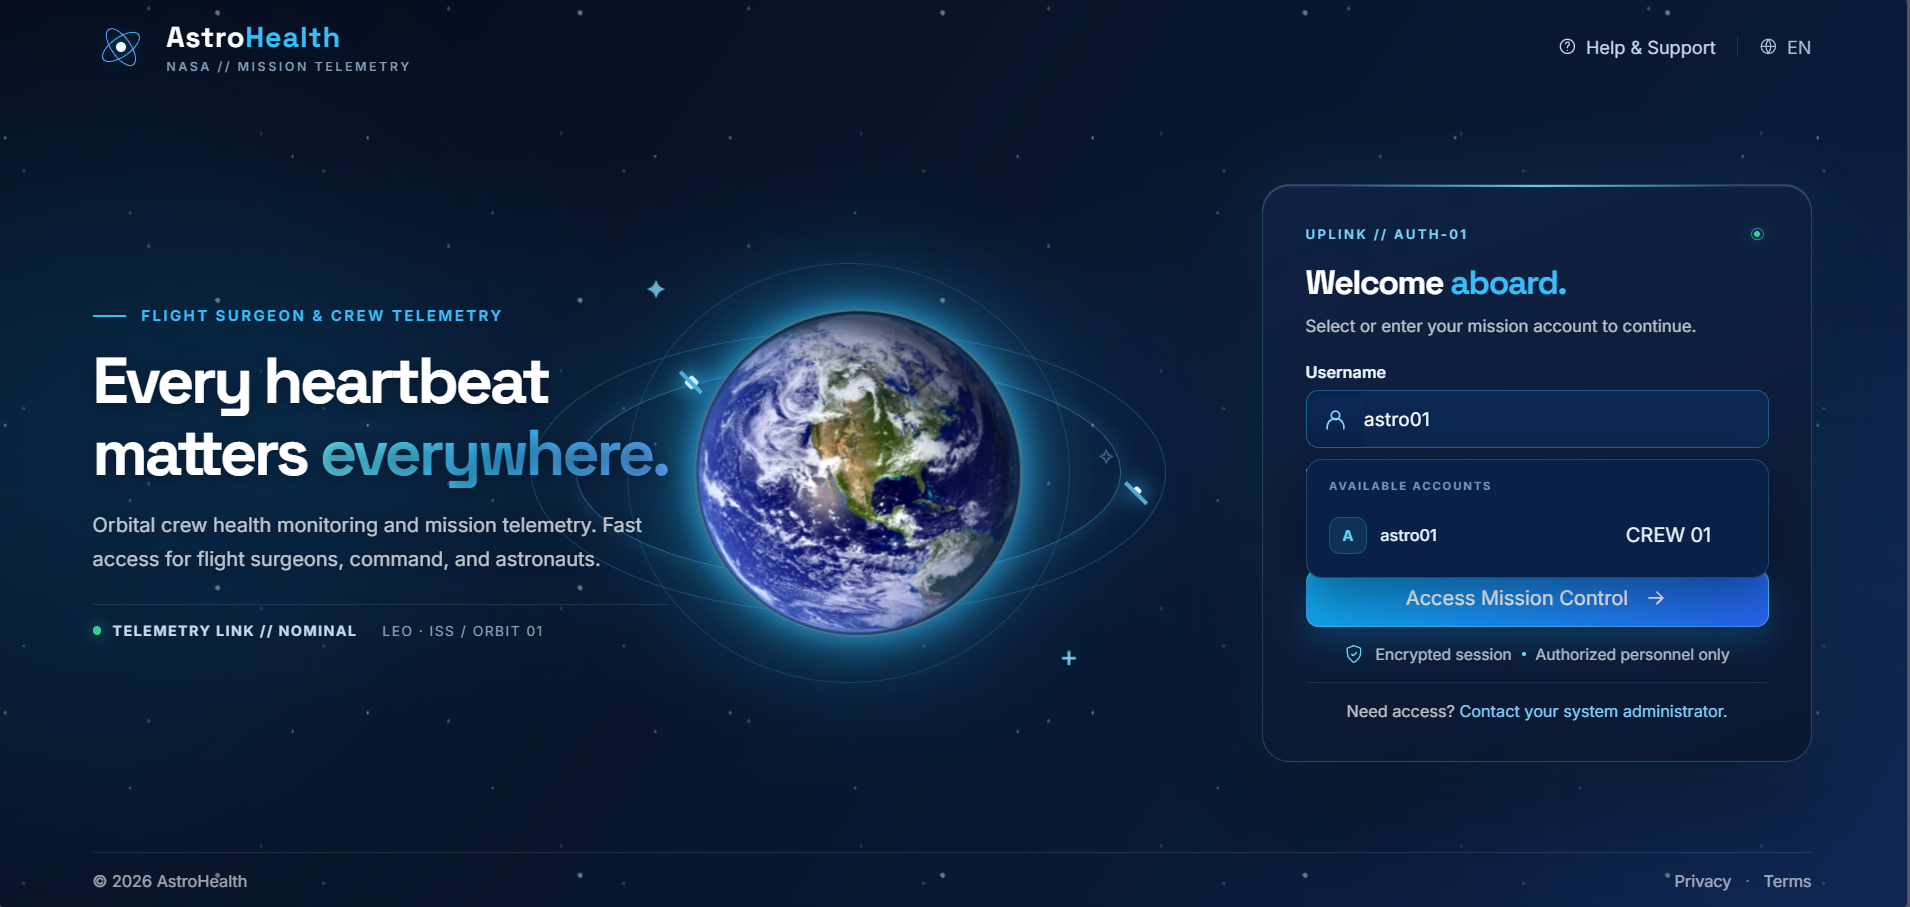 AstroHealth
NASA // MISSION TELEMETRY
Help & Support
EN
FLIGHT SURGEON & CREW TELEMETRY
Every heartbeat
matters everywhere.
Orbital crew health monitoring and mission telemetry. Fast
access for flight surgeons, command, and astronauts.
TELEMETRY LINK // NOMINAL LEO · ISS / ORBIT 01
UPLINK // AUTH-01
Welcome aboard.
Select or enter your mission account to continue.
Username
astro01
AVAILABLE ACCOUNTS
A astro01 CREW 01
Access Mission Control →
Encrypted session • Authorized personnel only
Need access? Contact your system administrator.
© 2026 AstroHealth
Privacy · Terms